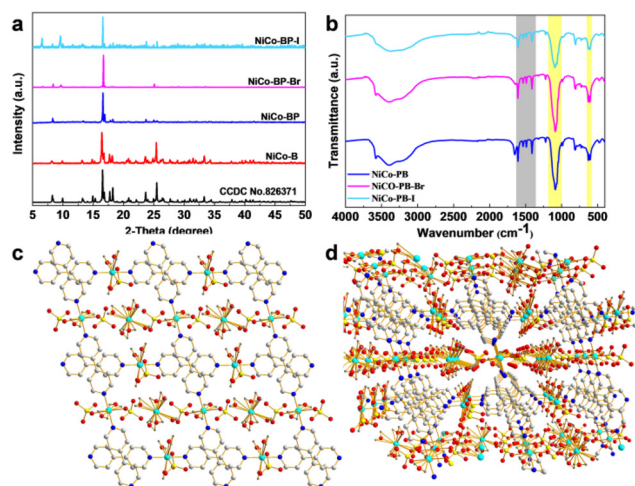 a
NiCo-BP-I
NiCo-BP-Br
NiCo-BP
NiCo-B
CCDC No.826371
Intensity (a.u.)
5 10 15 20 25 30 35 40 45 50
2-Theta (degree)
b
Transmittance (a.u.)
NiCo-PB
NiCO-PB-Br
NiCo-PB-I
4000 3500 3000 2500 2000 1500 1000 500
Wavenumber (cm-1)
c
d